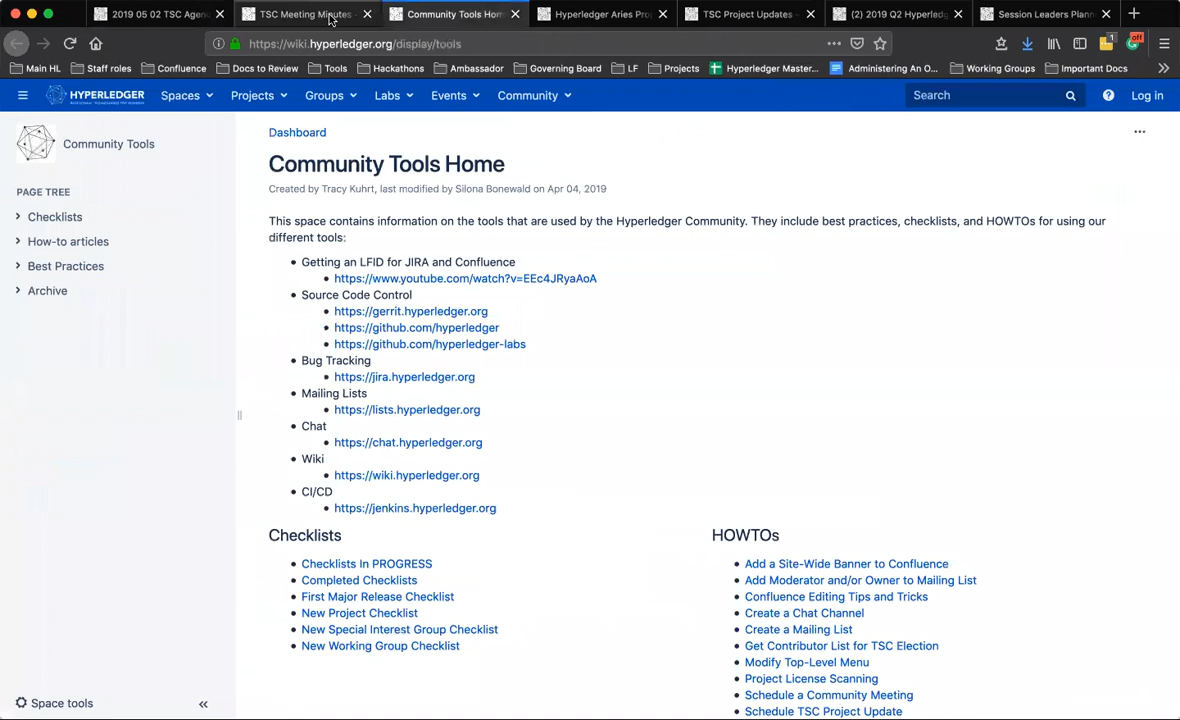 2019 05 02 TSC Agen
TSC Meeting Minutes -
Community Tools Hom
Hyperledger Aries Prop
TSC Project Updates -
(2) 2019 Q2 Hyperledg
Session Leaders Planni
https://wiki.hyperledger.org/display/tools
1
off
Main HL
Staff roles
Confluence
Docs to Review
Tools
Hackathons
Ambassador
Governing Board
LF
Projects
Hyperledger Master...
Administering An O...
Working Groups
Important Docs
HYPERLEDGER
Spaces
Projects
Groups
Labs
Events
Community
Search
Log in
Community Tools
PAGE TREE
Checklists
How-to articles
Best Practices
Archive
Space tools
Dashboard
Community Tools Home
Created by Tracy Kuhrt, last modified by Silona Bonewald on Apr 04, 2019
This space contains information on the tools that are used by the Hyperledger Community. They include best practices, checklists, and HOWTOs for using our
different tools:
Getting an LFID for JIRA and Confluence
https://www.youtube.com/watch?v=EEc4JRyaAoA
Source Code Control
https://gerrit.hyperledger.org
https://github.com/hyperledger
https://github.com/hyperledger-labs
Bug Tracking
https://jira.hyperledger.org
Mailing Lists
https://lists.hyperledger.org
Chat
https://chat.hyperledger.org
Wiki
https://wiki.hyperledger.org
CI/CD
https://jenkins.hyperledger.org
Checklists
Checklists In PROGRESS
Completed Checklists
First Major Release Checklist
New Project Checklist
New Special Interest Group Checklist
New Working Group Checklist
HOWTOs
Add a Site-Wide Banner to Confluence
Add Moderator and/or Owner to Mailing List
Confluence Editing Tips and Tricks
Create a Chat Channel
Create a Mailing List
Get Contributor List for TSC Election
Modify Top-Level Menu
Project License Scanning
Schedule a Community Meeting
Schedule TSC Project Update